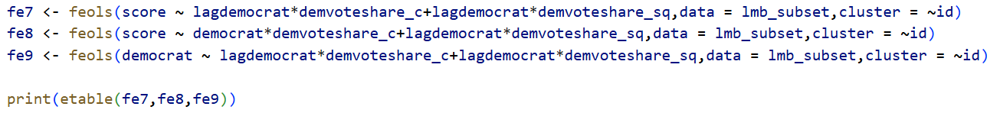 fe7 <- feols(score ~ lagdemocrat*demvoteshare_c+lagdemocrat*demvoteshare_sq,data = lmb_subset,cluster = ~id)
fe8 <- feols(score ~ democrat*demvoteshare_c+lagdemocrat*demvoteshare_sq,data = lmb_subset,cluster = ~id)
fe9 <- feols(democrat ~ lagdemocrat*demvoteshare_c+lagdemocrat*demvoteshare_sq,data = lmb_subset,cluster = ~id)
print(etable(fe7,fe8,fe9))